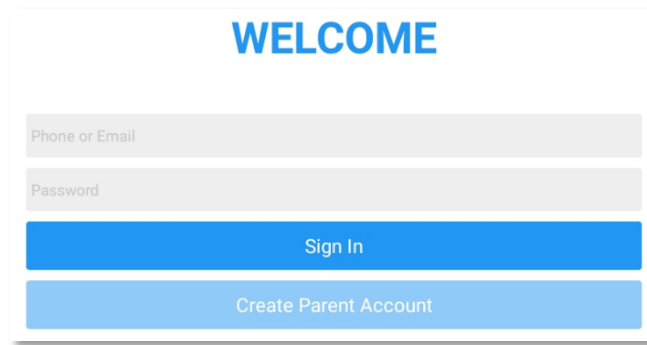 WELCOME
Phone or Email
Password
Sign In
Create Parent Account